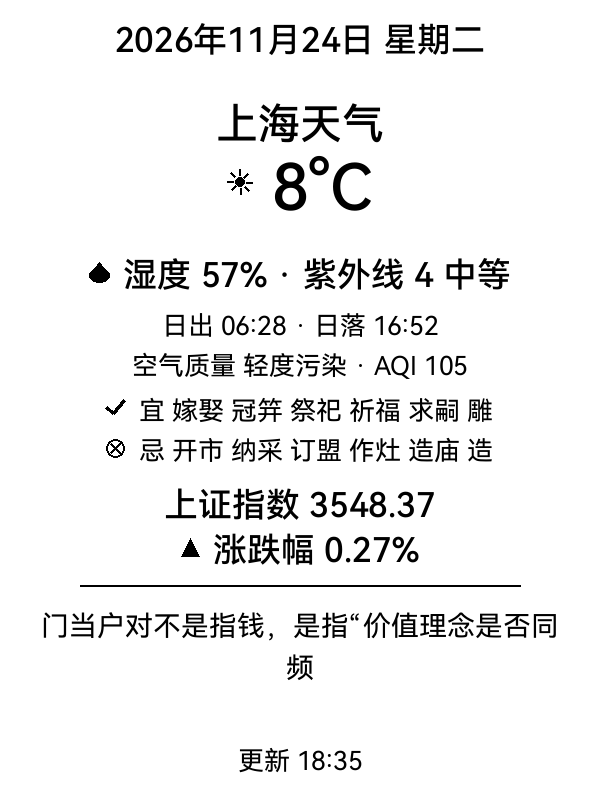 2026年11月24日 星期二
上海天气
8°C
湿度 57% · 紫外线 4 中等
日出 06:28 · 日落 16:52
空气质量 轻度污染 · AQI 105
宜 嫁娶 冠笄 祭祀 祈福 求嗣 雕
忌 开市 纳采 订盟 作灶 造庙 造
上证指数 3548.37
▲ 涨跌幅 0.27%
门当户对不是指钱，是指“价值理念是否同
频
更新 18:35